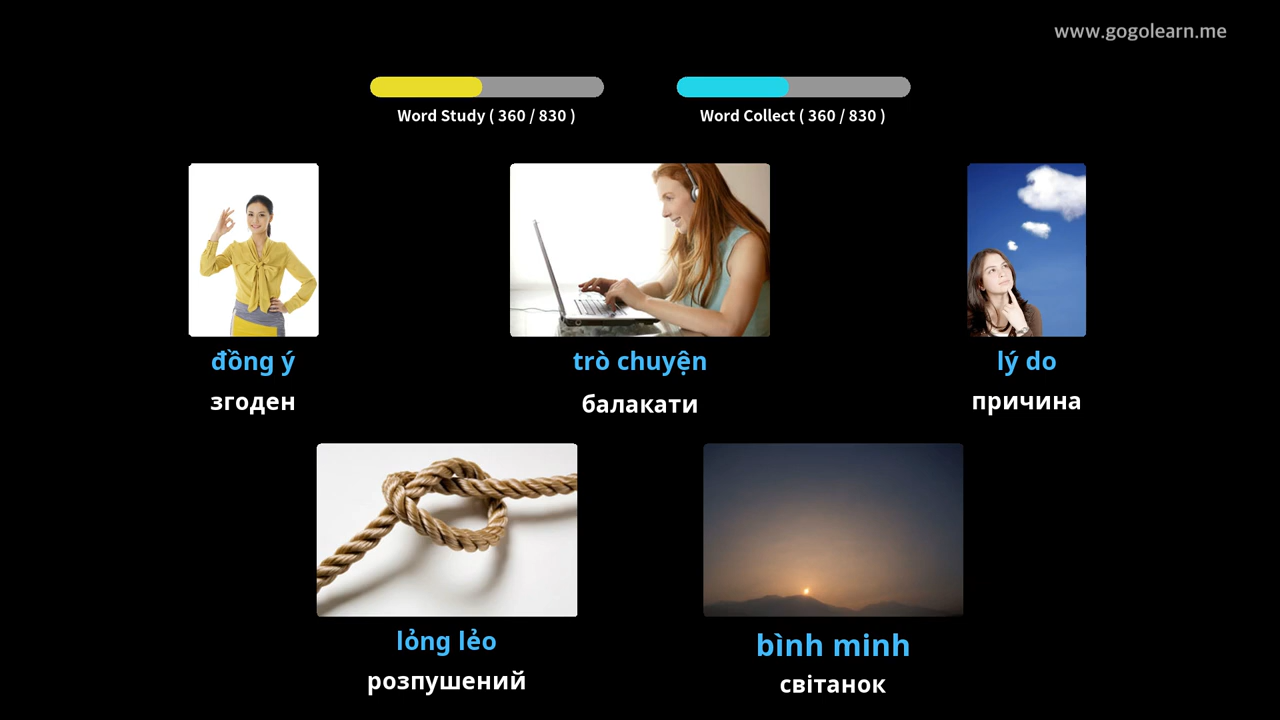 www.gogolearn.me
Word Study ( 360 / 830 )
Word Collect ( 360 / 830 )
đồng ý
згоден
trò chuyện
балакати
lý do
причина
lỏng lẻo
розпушений
bình minh
світанок